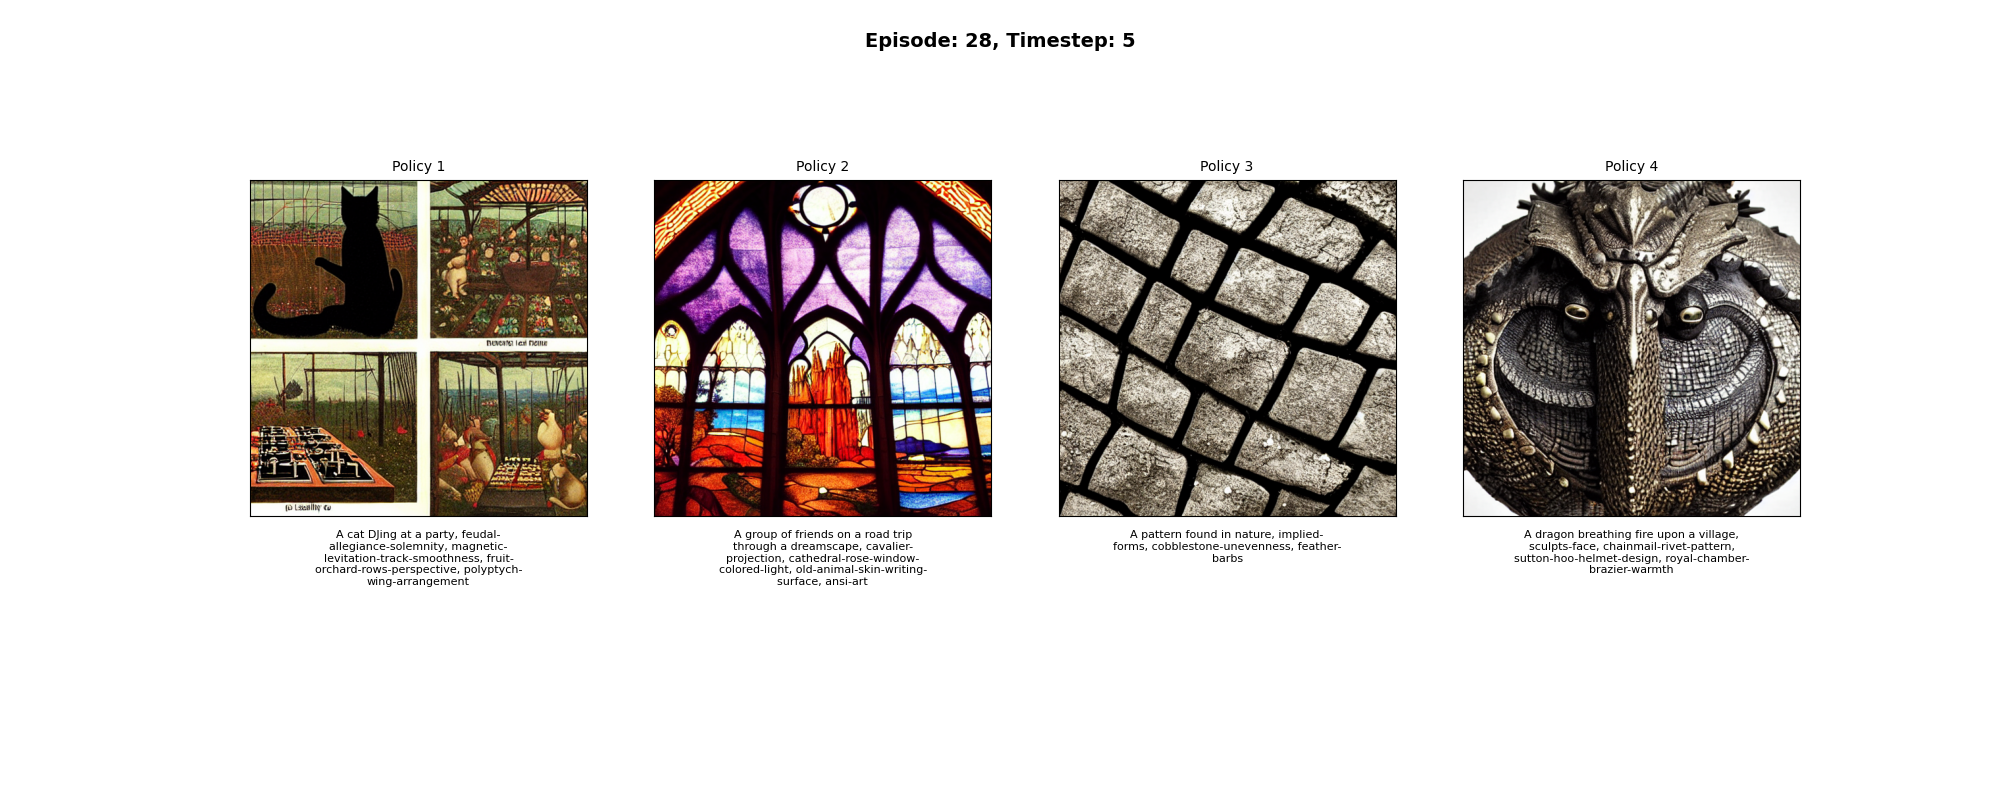 Episode: 28, Timestep: 5
Policy 1
Policy 2
Policy 3
Policy 4
A cat DJing at a party, feudal-
allegiance-solemnity, magnetic-
levitation-track-smoothness, fruit-
orchard-rows-perspective, polyptych-
wing-arrangement
A group of friends on a road trip
through a dreamscape, cavalier-
projection, cathedral-rose-window-
colored-light, old-animal-skin-writing-
surface, ansi-art
A pattern found in nature, implied-
forms, cobblestone-unevenness, feather-
barbs
A dragon breathing fire upon a village,
sculpts-face, chainmail-rivet-pattern,
sutton-hoo-helmet-design, royal-chamber-
brazier-warmth